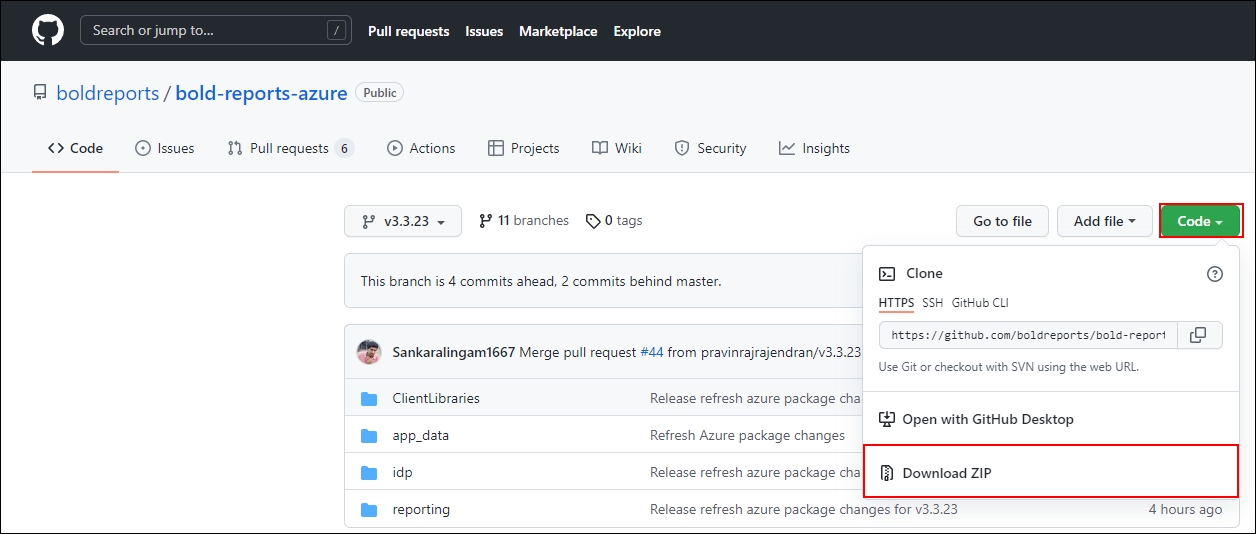 Search or jump to... /
Pull requests Issues Marketplace Explore
boldreports / bold-reports-azure Public
Code Issues Pull requests 6 Actions Projects Wiki Security Insights
v3.3.23 11 branches 0 tags Go to file Add file Code
This branch is 4 commits ahead, 2 commits behind master.
Clone
HTTPS SSH GitHub CLI
https://github.com/boldreports/bold-report
Use Git or checkout with SVN using the web URL.
Open with GitHub Desktop
Download ZIP
Sankaralingam1667 Merge pull request #44 from pravinrajrajendran/v3.3.23
ClientLibraries Release refresh azure package cha
app_data Refresh Azure package changes
idp Release refresh azure package cha
reporting Release refresh azure package changes for v3.3.23 4 hours ago